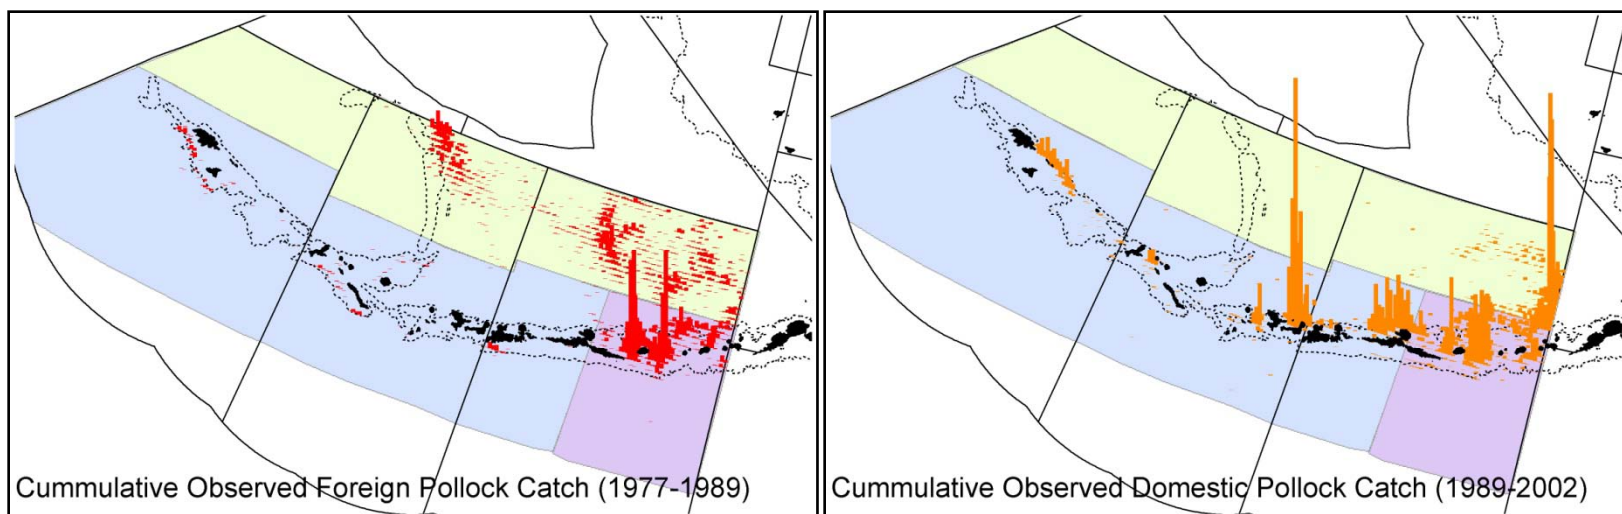 Cummulative Observed Foreign Pollock Catch (1977-1989)
Cummulative Observed Domestic Pollock Catch (1989-2002)